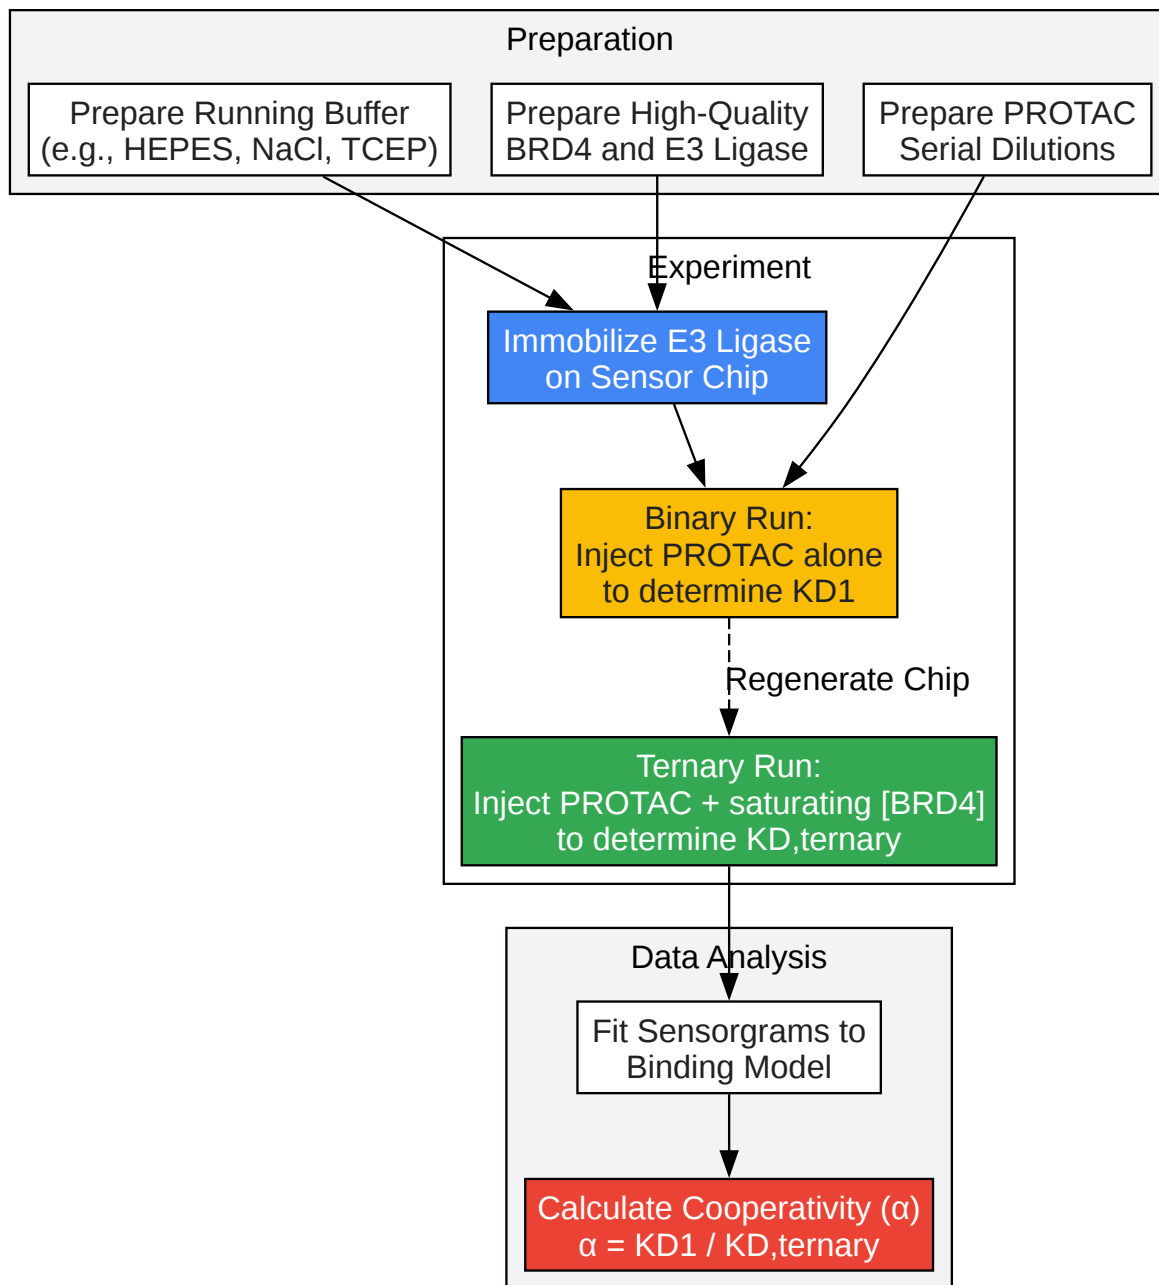 Preparation
Prepare Running Buffer
(e.g., HEPES, NaCl, TCEP)
Prepare High-Quality
BRD4 and E3 Ligase
Prepare PROTAC
Serial Dilutions
Experiment
Immobilize E3 Ligase
on Sensor Chip
Binary Run:
Inject PROTAC alone
to determine KD1
Regenerate Chip
Ternary Run:
Inject PROTAC + saturating [BRD4]
to determine KD,ternary
Data Analysis
Fit Sensorgrams to
Binding Model
Calculate Cooperativity (α)
α = KD1 / KD,ternary